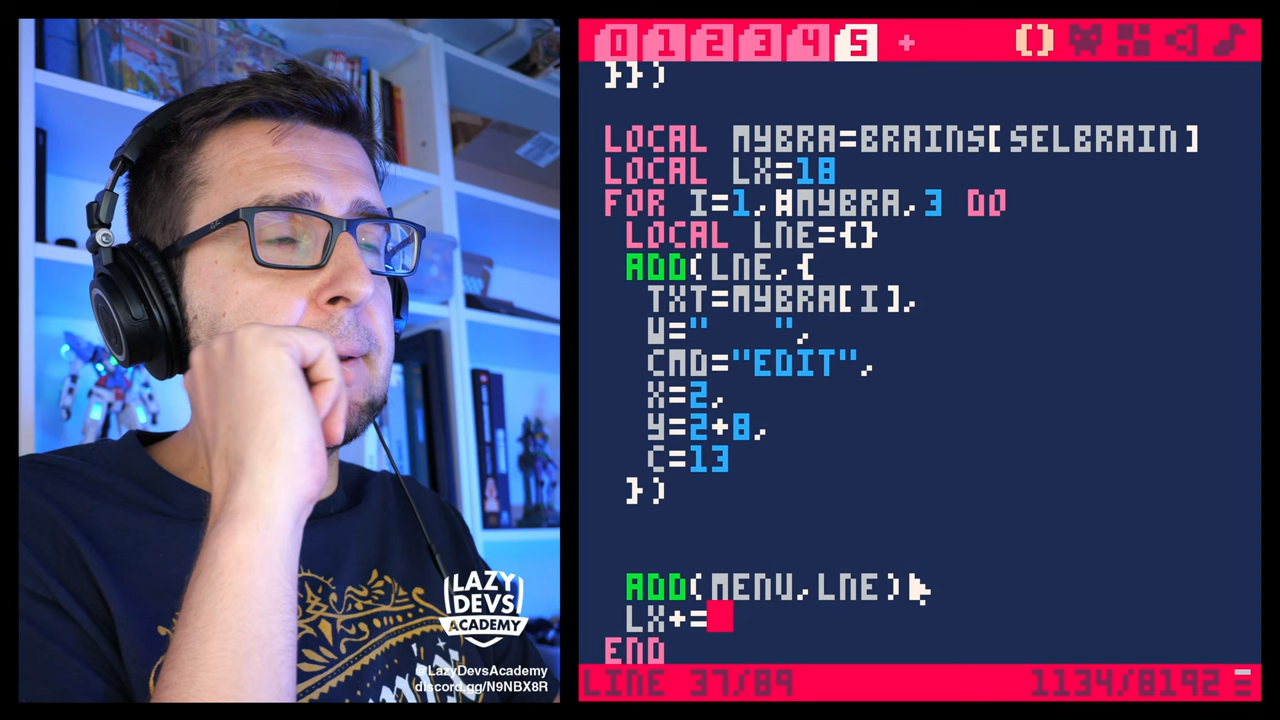 LAZY
DEVS
ACADEMY
@LazyDevsAcademy
discord.gg/N9NBX8R
0 1 2 3 4 5 +
}})
LOCAL MYBRA=BRAINS[SELBRAIN]
LOCAL LX=18
FOR I=1,#MYBRA,3 DO
LOCAL LNE={}
ADD(LNE,{
TXT=MYBRA[I],
W="   ",
CMD="EDIT",
X=2,
Y=2+8,
C=13
})
ADD(MENU,LNE)
LX+=
END
LINE 37/89
1134/8192